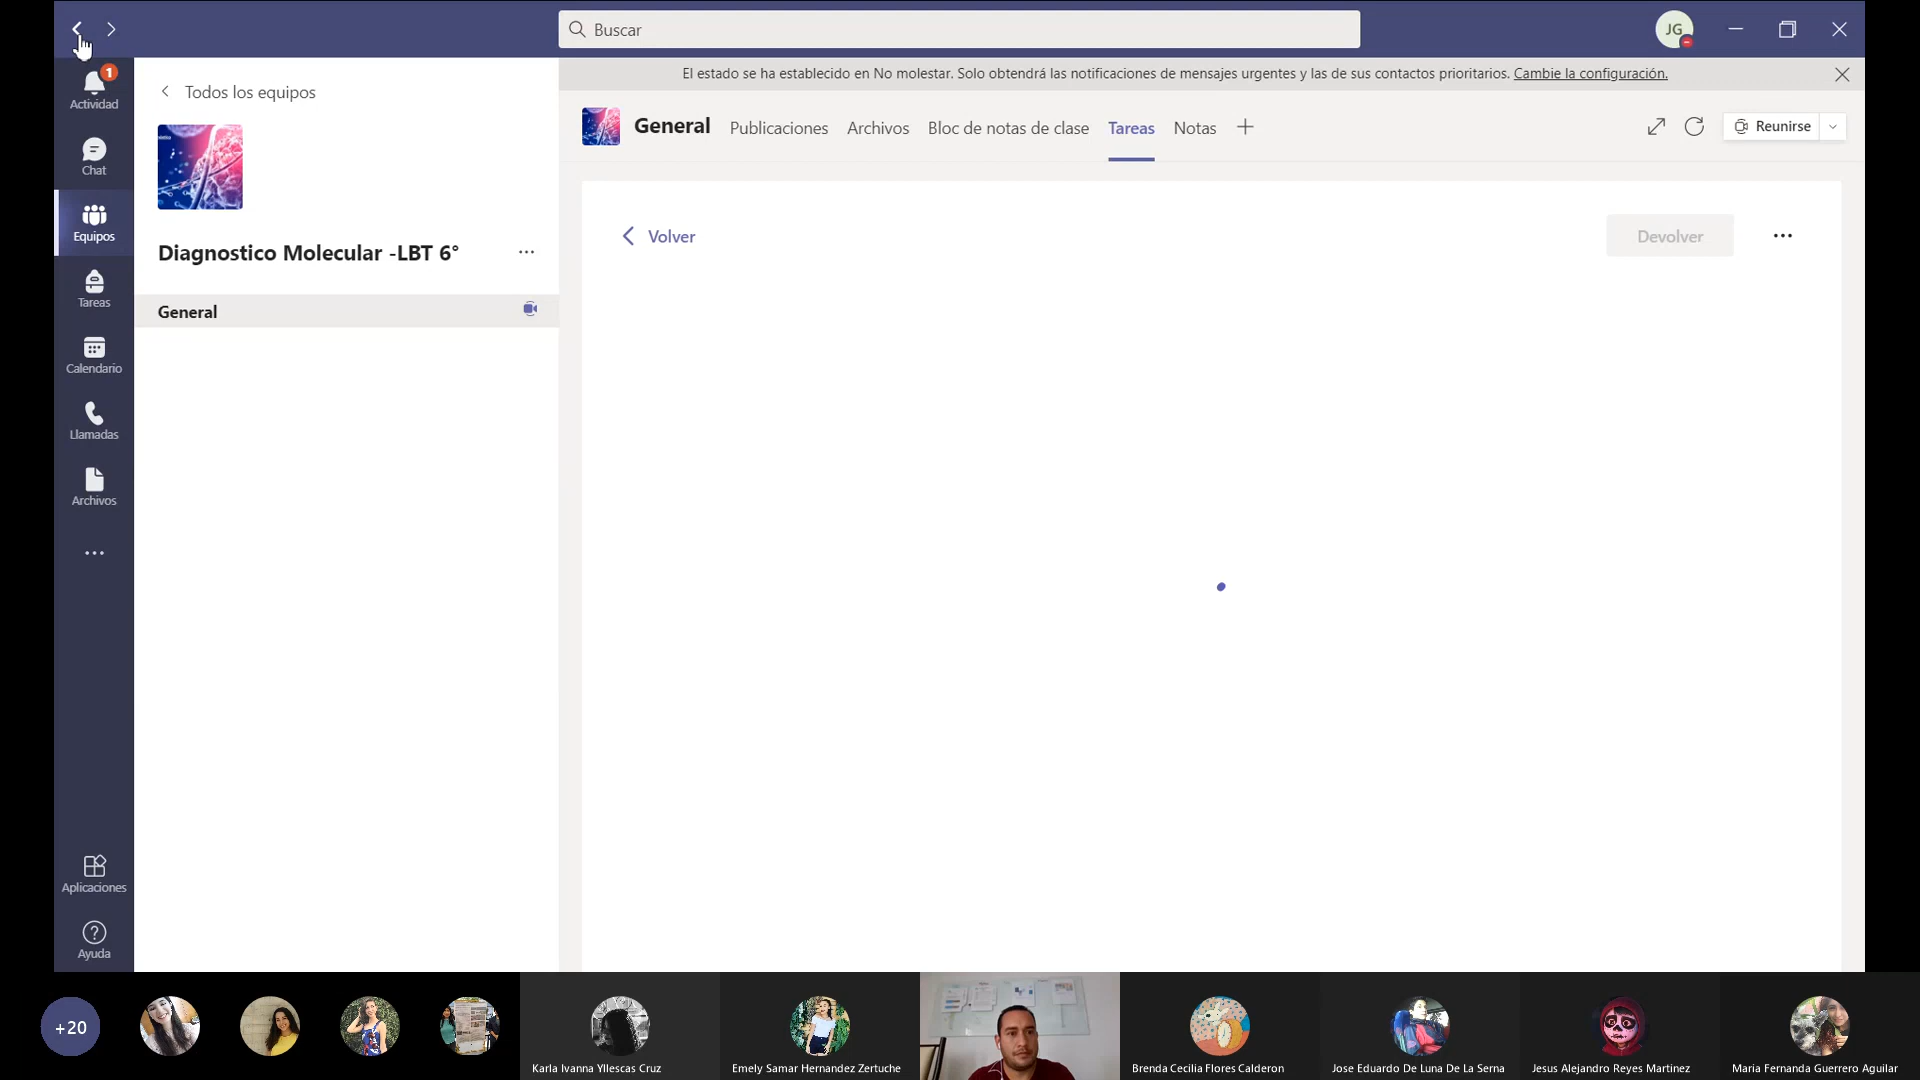 Buscar
JG
1
Actividad
Chat
Equipos
Tareas
Calendario
Llamadas
Archivos
Aplicaciones
Ayuda
Todos los equipos
Diagnostico Molecular -LBT 6°
General
El estado se ha establecido en No molestar. Solo obtendrá las notificaciones de mensajes urgentes y las de sus contactos prioritarios. Cambie la configuración.
General Publicaciones Archivos Bloc de notas de clase Tareas Notas
Reunirse
Volver
Devolver
+20
Karla Ivanna Yllescas Cruz
Emely Samar Hernandez Zertuche
Brenda Cecilia Flores Calderon
Jose Eduardo De Luna De La Serna
Jesus Alejandro Reyes Martinez
Maria Fernanda Guerrero Aguilar